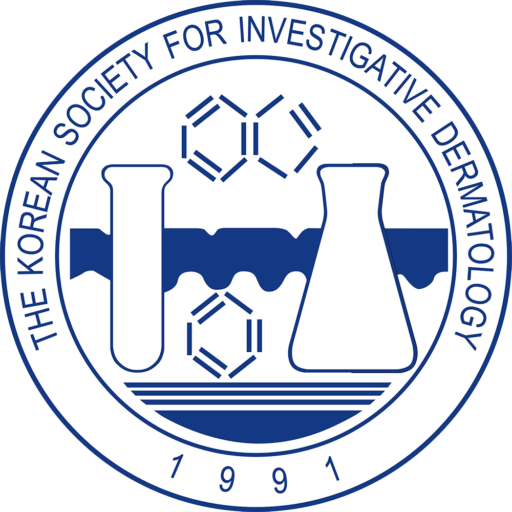 THE KOREAN SOCIETY FOR INVESTIGATIVE DERMATOLOGY
1991